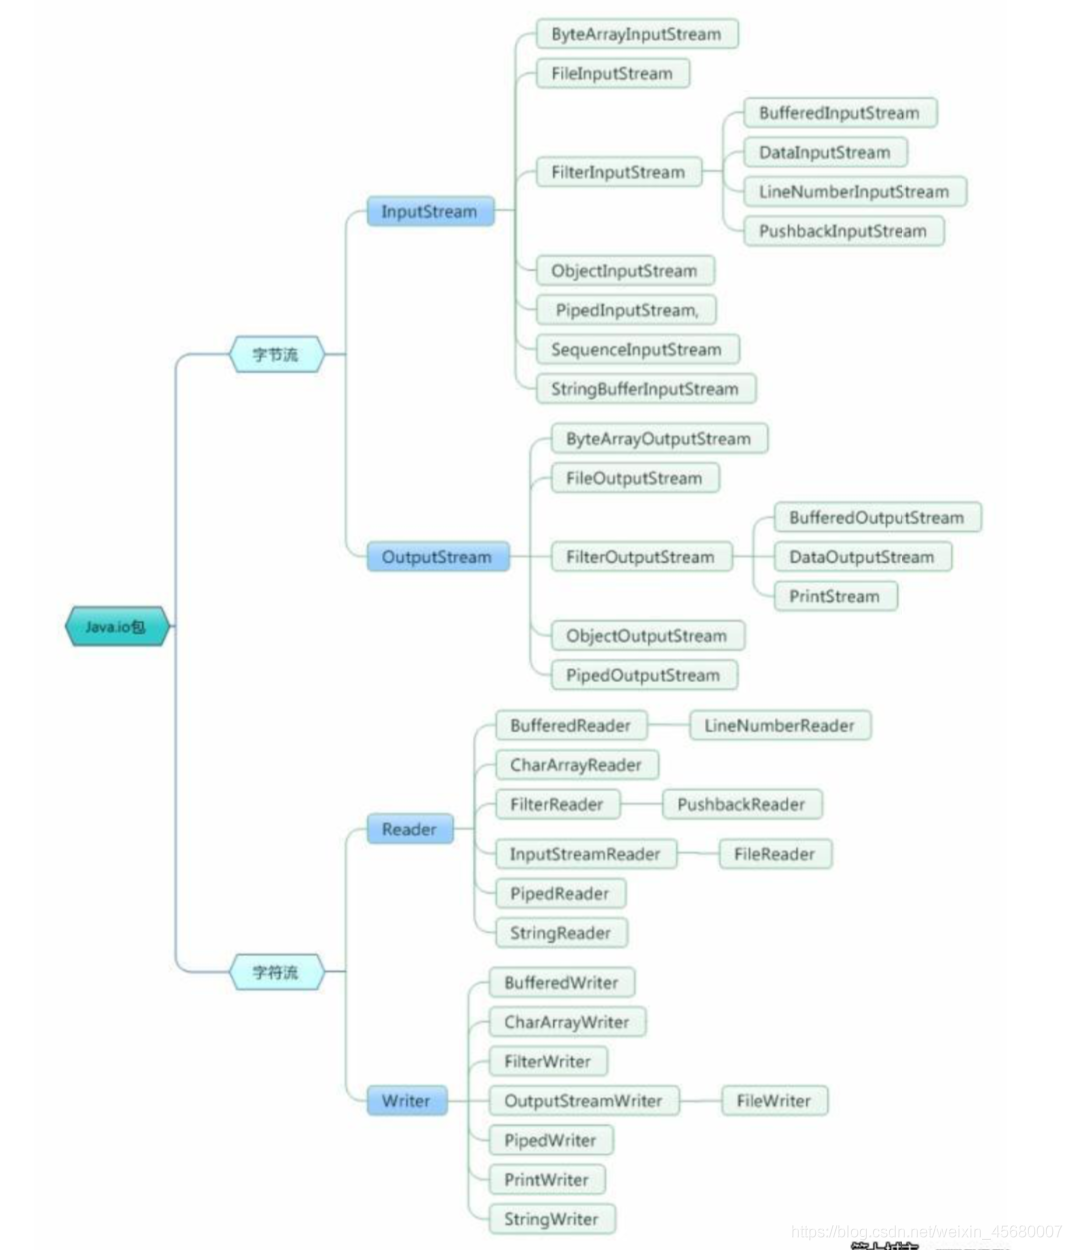 Java.io包
字节流
InputStream
ByteArrayInputStream
FileInputStream
FilterInputStream
BufferedInputStream
DataInputStream
LineNumberInputStream
PushbackInputStream
ObjectInputStream
PipedInputStream,
SequenceInputStream
StringBufferInputStream
OutputStream
ByteArrayOutputStream
FileOutputStream
FilterOutputStream
BufferedOutputStream
DataOutputStream
PrintStream
ObjectOutputStream
PipedOutputStream
字符流
Reader
BufferedReader
LineNumberReader
CharArrayReader
FilterReader
PushbackReader
InputStreamReader
FileReader
PipedReader
StringReader
Writer
BufferedWriter
CharArrayWriter
FilterWriter
OutputStreamWriter
FileWriter
PipedWriter
PrintWriter
StringWriter
https://blog.csdn.net/weixin_45680007